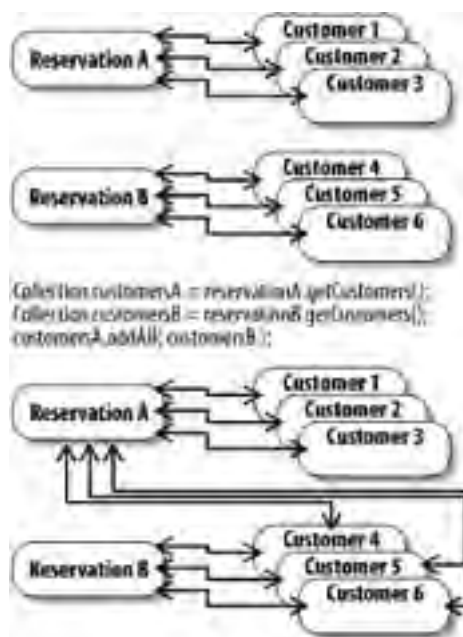 Customer 1
Customer 2
Reservation A
Customer 3
Customer 4
Customer 5
Reservation B
Customer 6
Collection customersA = reservationA.getCustomers();
Collection customersB = reservationB.getCustomers();
customersA.addAll( customersB );
Customer 1
Customer 2
Reservation A
Customer 3
Customer 4
Customer 5
Reservation B
Customer 6